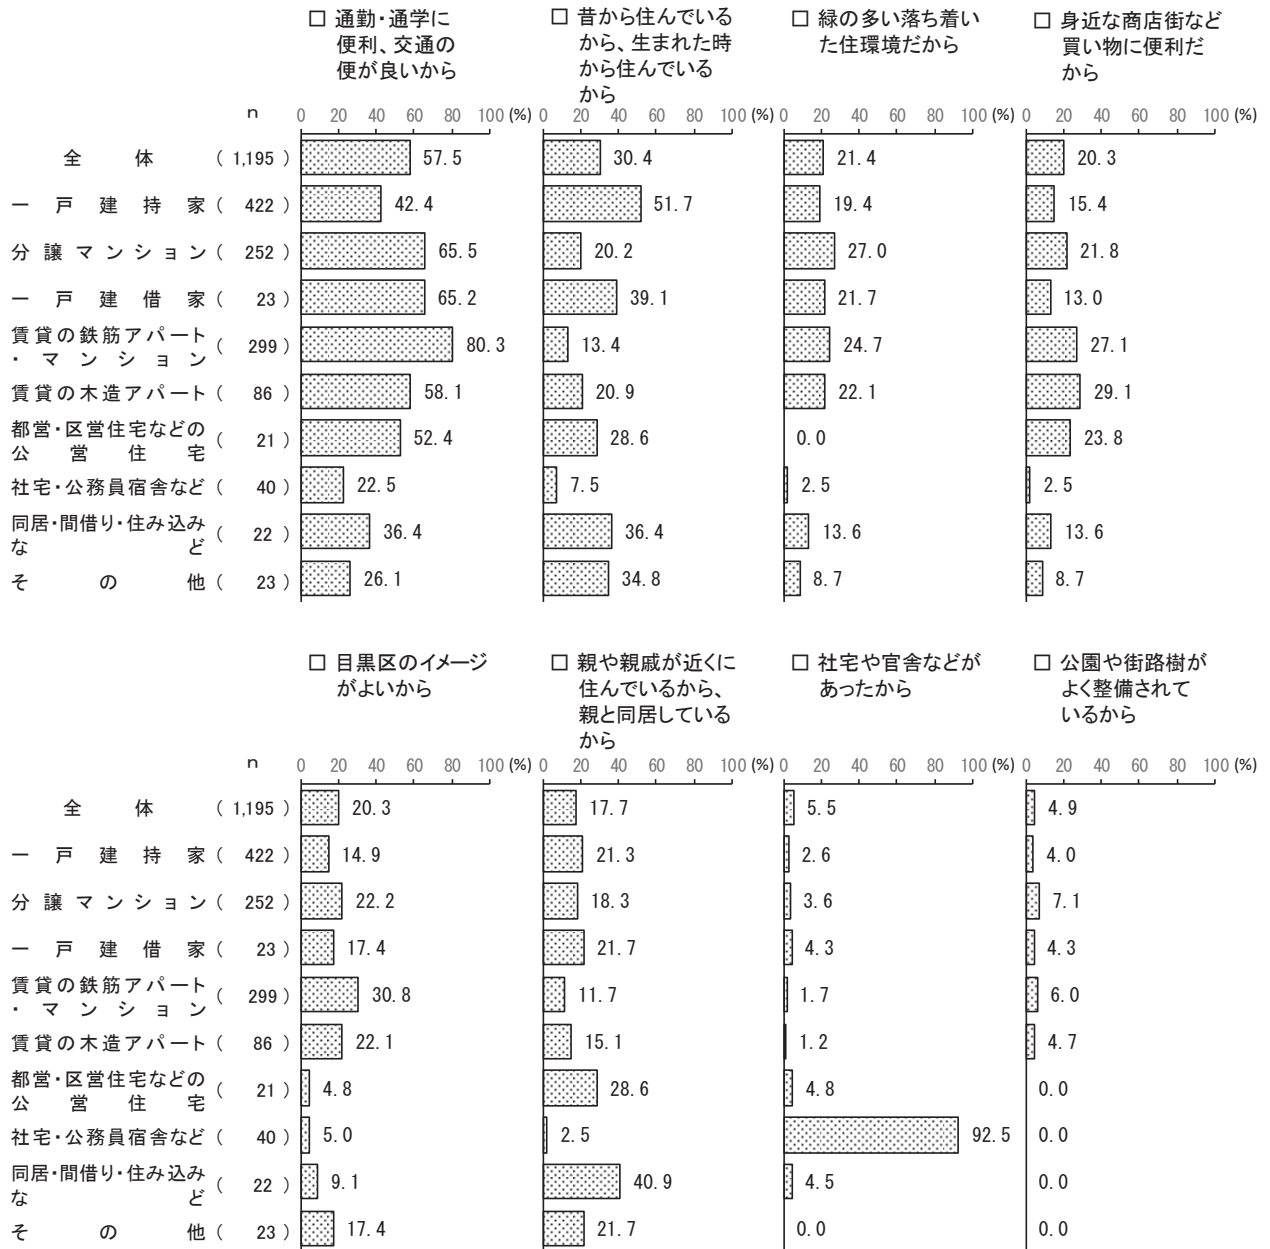 □ 通勤・通学に
便利、交通の
便が良いから
□ 昔から住んでいる
から、生まれた時
から住んでいる
から
□ 緑の多い落ち着い
た住環境だから
□ 身近な商店街など
買い物に便利だ
から
n 0 20 40 60 80 100 (%) 0 20 40 60 80 100 (%) 0 20 40 60 80 100 (%) 0 20 40 60 80 100 (%)
全体 (1,195) 57.5 30.4 21.4 20.3
一戸建持家 (422) 42.4 51.7 19.4 15.4
分譲マンション (252) 65.5 20.2 27.0 21.8
一戸建借家 (23) 65.2 39.1 21.7 13.0
賃貸の鉄筋アパート
・マンション (299) 80.3 13.4 24.7 27.1
賃貸の木造アパート (86) 58.1 20.9 22.1 29.1
都営・区営住宅などの
公営住宅 (21) 52.4 28.6 0.0 23.8
社宅・公務員宿舎など (40) 22.5 7.5 2.5 2.5
同居・間借り・住み込み
など (22) 36.4 36.4 13.6 13.6
その他 (23) 26.1 34.8 8.7 8.7
□ 目黒区のイメージ
がよいから
□ 親や親戚が近くに
住んでいるから、
親と同居している
から
□ 社宅や官舎などが
あったから
□ 公園や街路樹が
よく整備されて
いるから
n 0 20 40 60 80 100 (%) 0 20 40 60 80 100 (%) 0 20 40 60 80 100 (%) 0 20 40 60 80 100 (%)
全体 (1,195) 20.3 17.7 5.5 4.9
一戸建持家 (422) 14.9 21.3 2.6 4.0
分譲マンション (252) 22.2 18.3 3.6 7.1
一戸建借家 (23) 17.4 21.7 4.3 4.3
賃貸の鉄筋アパート
・マンション (299) 30.8 11.7 1.7 6.0
賃貸の木造アパート (86) 22.1 15.1 1.2 4.7
都営・区営住宅などの
公営住宅 (21) 4.8 28.6 4.8 0.0
社宅・公務員宿舎など (40) 5.0 2.5 92.5 0.0
同居・間借り・住み込み
など (22) 9.1 40.9 4.5 0.0
その他 (23) 17.4 21.7 0.0 0.0